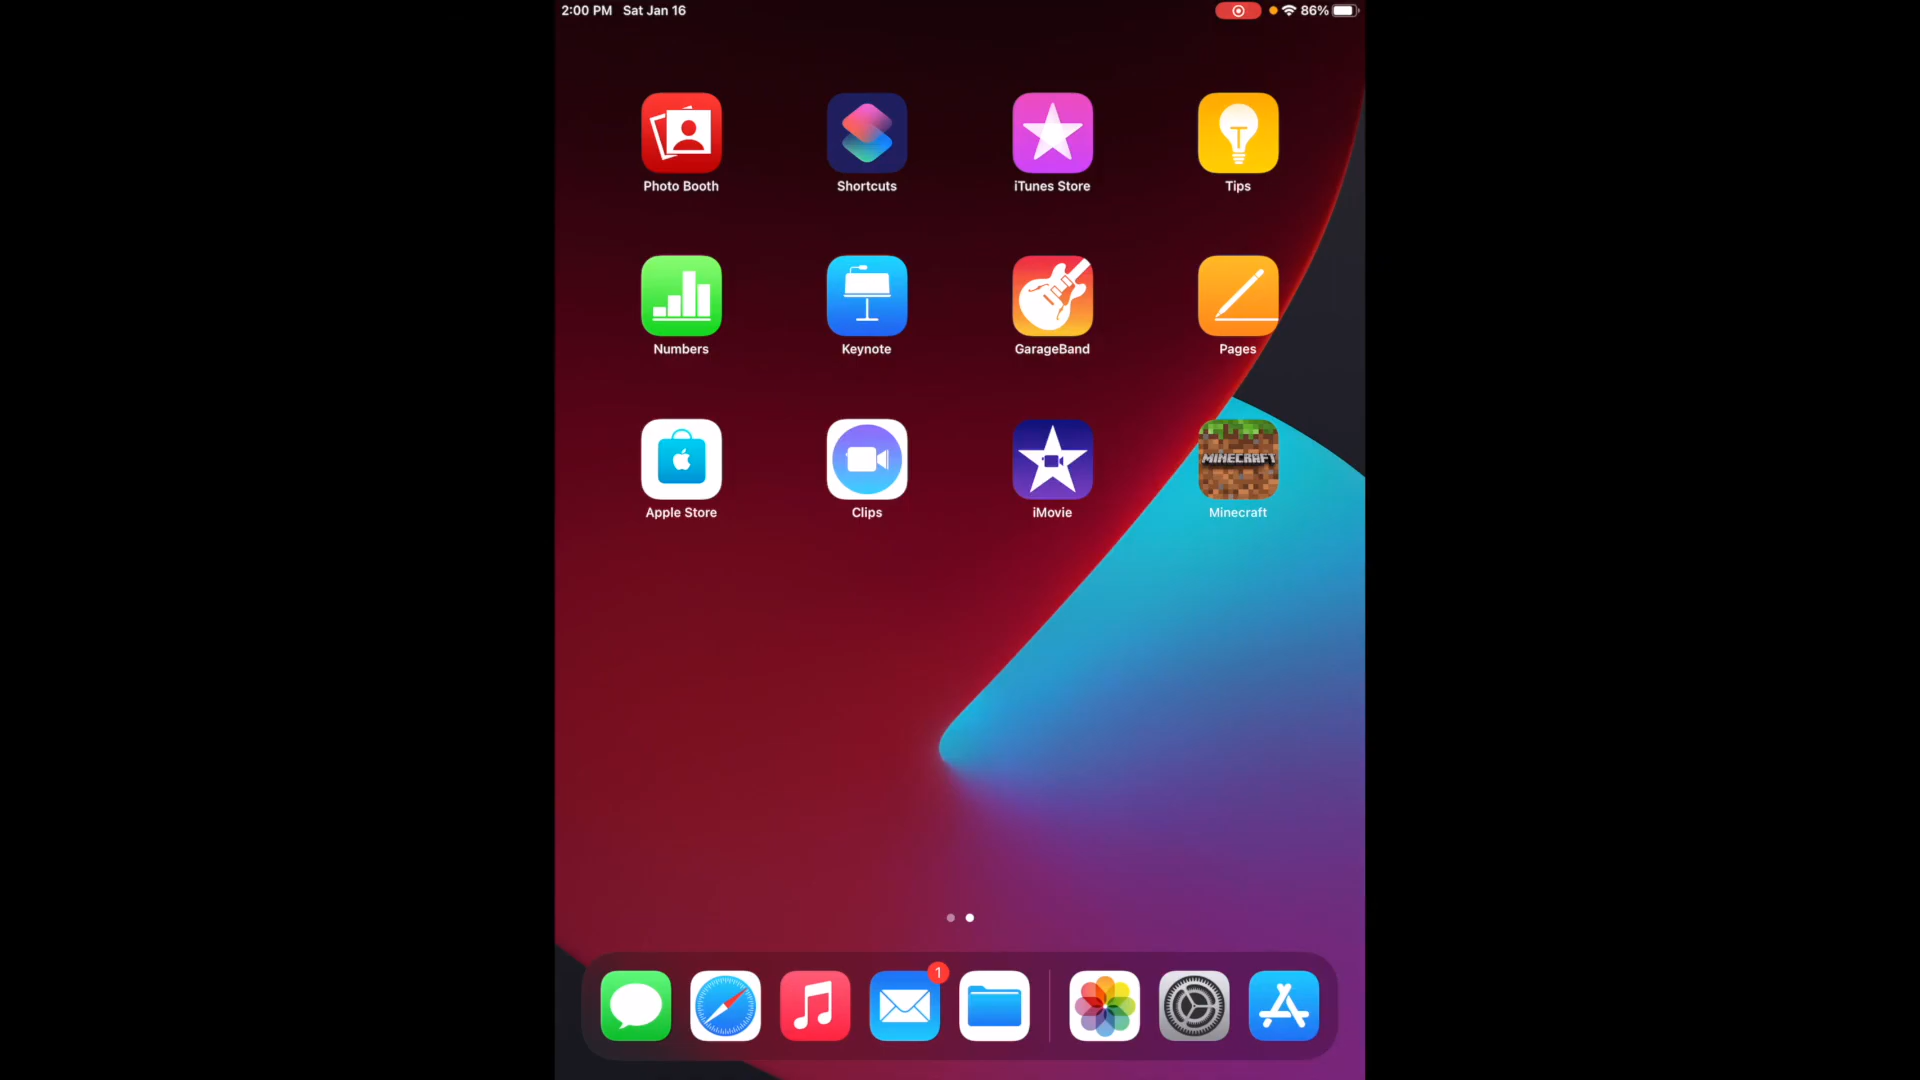 2:00 PM Sat Jan 16
86%
Photo Booth
Shortcuts
iTunes Store
Tips
Numbers
Keynote
GarageBand
Pages
MINECRAFT
Apple Store
Clips
iMovie
Minecraft
1